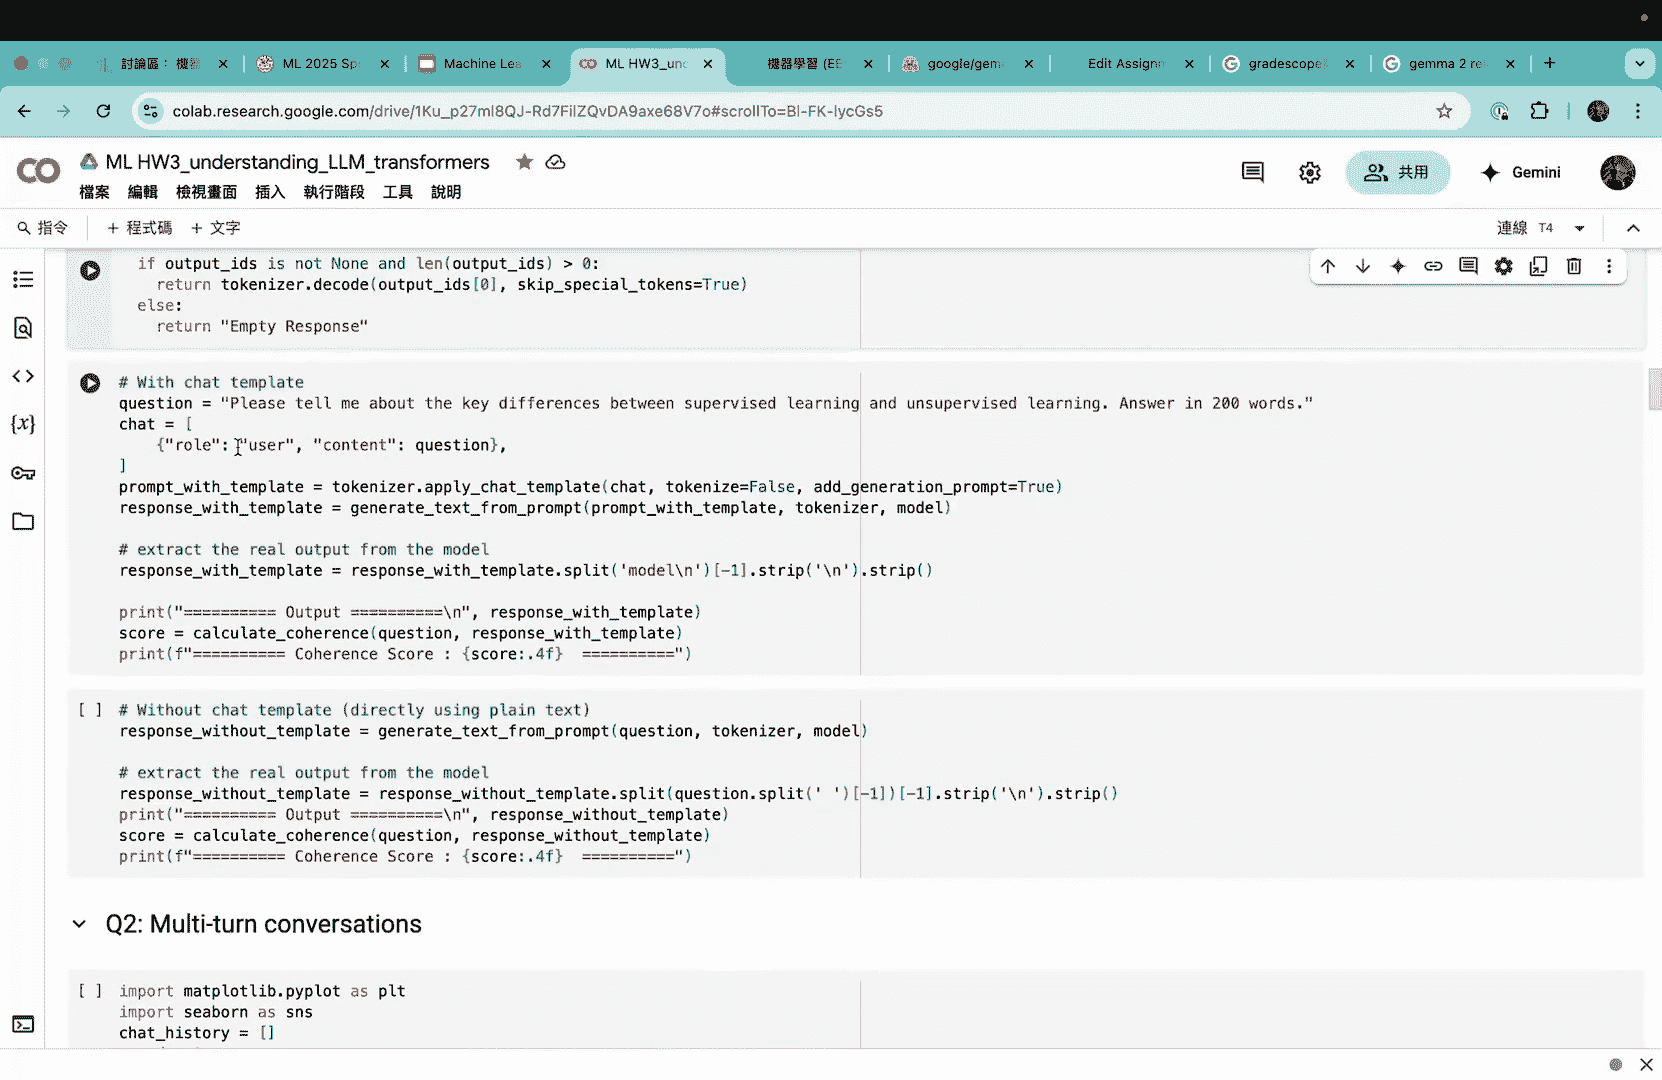 討論區： 機器
ML 2025 Sp
Machine Lea
ML HW3_und
機器學習 (EE
google/gem
Edit Assignm
gradescope
gemma 2 re
colab.research.google.com/drive/1Ku_p27ml8QJ-Rd7FilZQvDA9axe68V7o#scrollTo=Bl-FK-lycGs5
ML HW3_understanding_LLM_transformers
共用
Gemini
檔案 編輯 檢視畫面 插入 執行階段 工具 說明
指令 + 程式碼 + 文字
連線 T4
if output_ids is not None and len(output_ids) > 0:
return tokenizer.decode(output_ids[0], skip_special_tokens=True)
else:
return "Empty Response"
# With chat template
question = "Please tell me about the key differences between supervised learning and unsupervised learning. Answer in 200 words."
chat = [
{"role": "user", "content": question},
]
prompt_with_template = tokenizer.apply_chat_template(chat, tokenize=False, add_generation_prompt=True)
response_with_template = generate_text_from_prompt(prompt_with_template, tokenizer, model)
# extract the real output from the model
response_with_template = response_with_template.split('model\n')[-1].strip('\n').strip()
print("========== Output ==========\n", response_with_template)
score = calculate_coherence(question, response_with_template)
print(f"========== Coherence Score : {score:.4f}  ==========")
[ ] # Without chat template (directly using plain text)
response_without_template = generate_text_from_prompt(question, tokenizer, model)
# extract the real output from the model
response_without_template = response_without_template.split(question.split(' ')[-1])[-1].strip('\n').strip()
print("========== Output ==========\n", response_without_template)
score = calculate_coherence(question, response_without_template)
print(f"========== Coherence Score : {score:.4f}  ==========")
Q2: Multi-turn conversations
[ ] import matplotlib.pyplot as plt
import seaborn as sns
chat_history = []